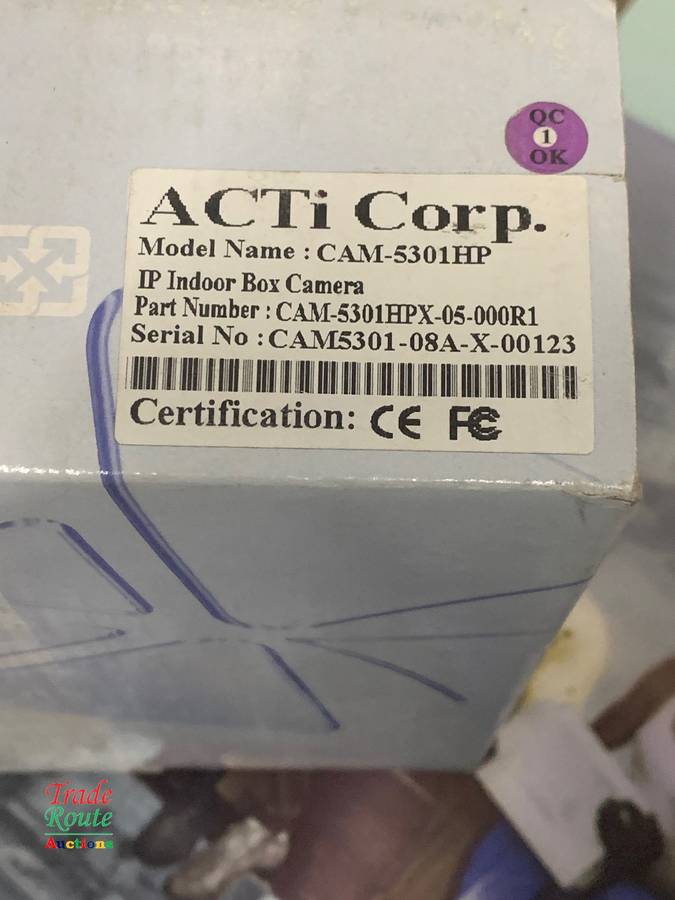 QC
1
OK
ACTi Corp.
Model Name : CAM-5301HP
IP Indoor Box Camera
Part Number : CAM-5301HPX-05-000R1
Serial No : CAM5301-08A-X-00123
Certification: CE FC
Trade
Route
Auctions